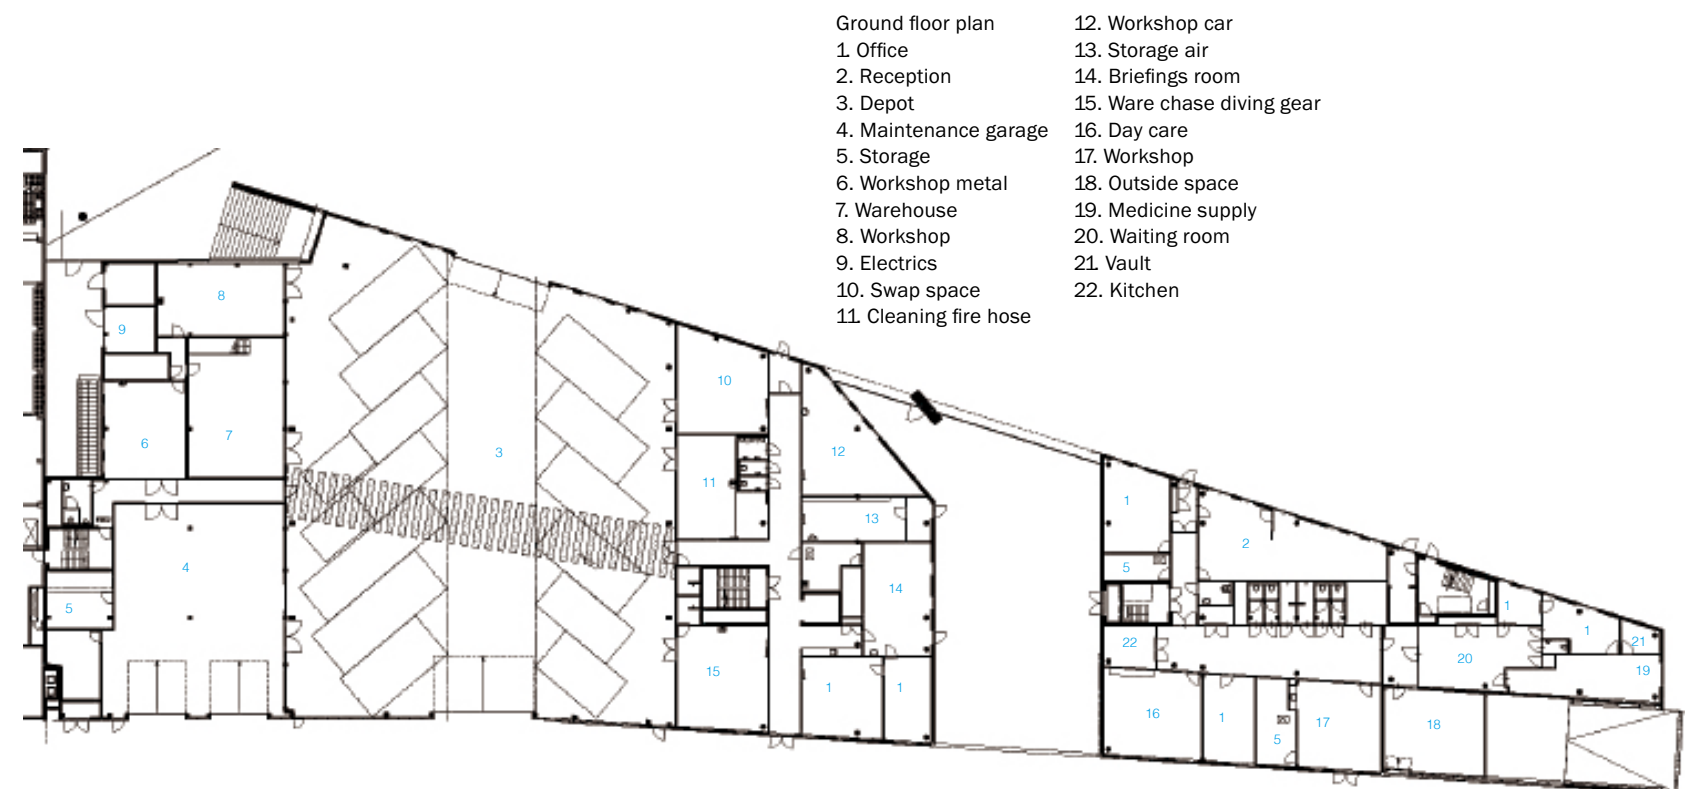 Ground floor plan
1. Office
2. Reception
3. Depot
4. Maintenance garage
5. Storage
6. Workshop metal
7. Warehouse
8. Workshop
9. Electrics
10. Swap space
11. Cleaning fire hose
12. Workshop car
13. Storage air
14. Briefings room
15. Ware chase diving gear
16. Day care
17. Workshop
18. Outside space
19. Medicine supply
20. Waiting room
21. Vault
22. Kitchen
8
9
10
6
7
3
12
11
1
13
2
4
5
14
5
1
1
22
21
20
19
15
1
1
16
1
17
18
5